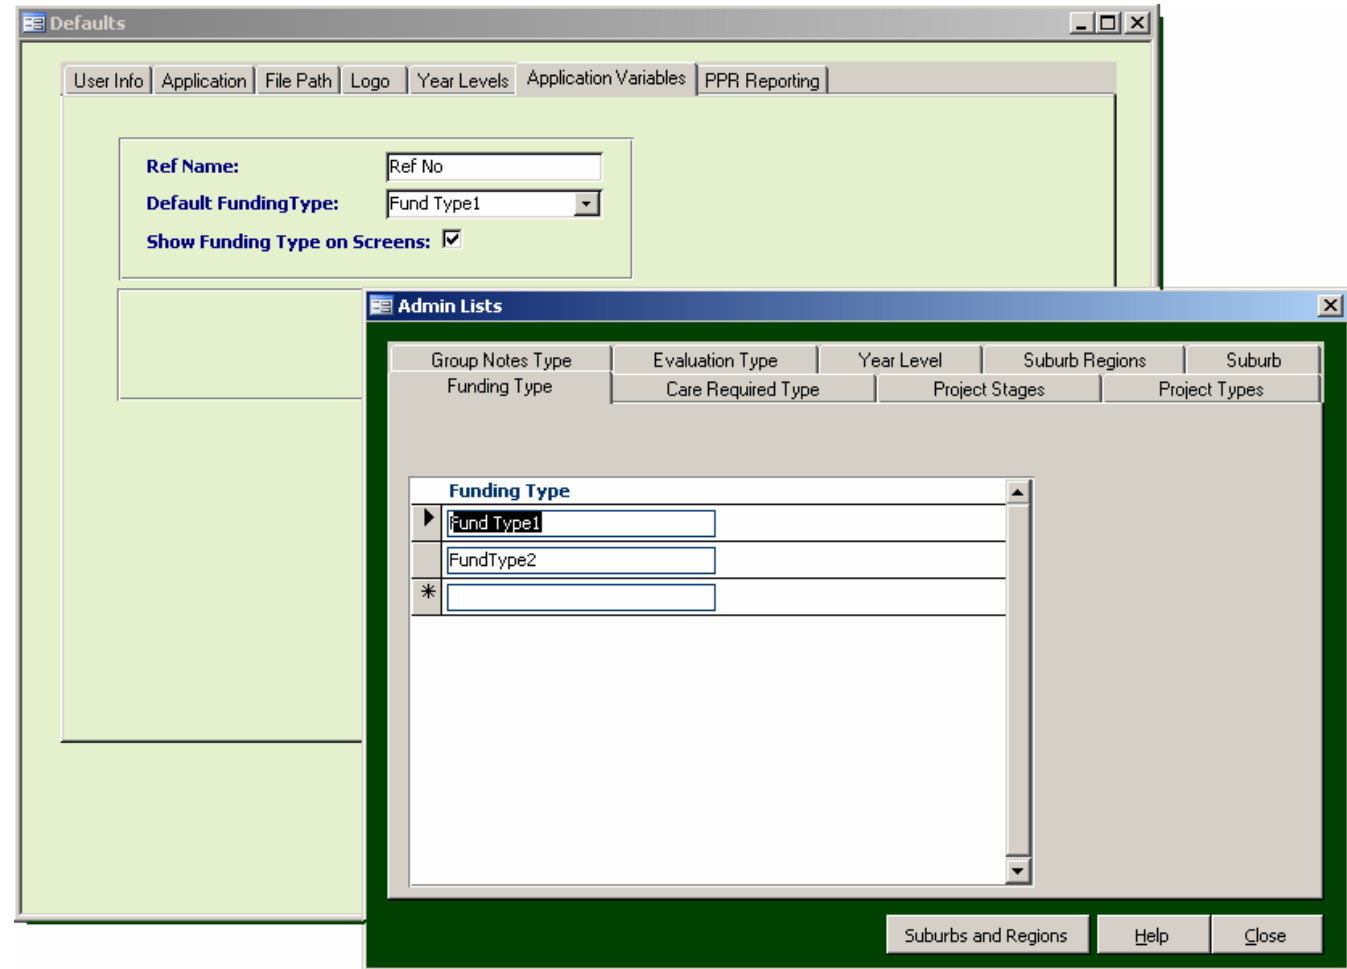 Defaults
User Info Application File Path Logo Year Levels Application Variables PPR Reporting
Ref Name: Ref No
Default FundingType: Fund Type1
Show Funding Type on Screens:
Admin Lists
Group Notes Type Evaluation Type Year Level Suburb Regions Suburb
Funding Type Care Required Type Project Stages Project Types
Funding Type
Fund Type1
FundType2
Suburbs and Regions Help Close